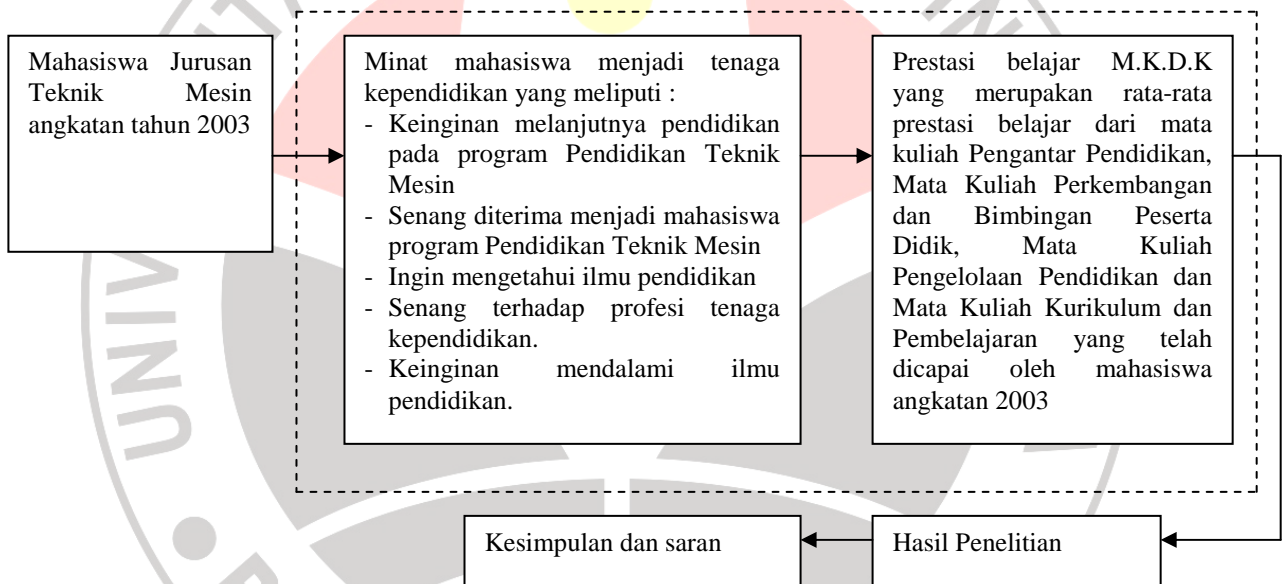 Mahasiswa Jurusan
Teknik Mesin
angkatan tahun 2003
Minat mahasiswa menjadi tenaga
kependidikan yang meliputi :
- Keinginan melanjutnya pendidikan
pada program Pendidikan Teknik
Mesin
- Senang diterima menjadi mahasiswa
program Pendidikan Teknik Mesin
- Ingin mengetahui ilmu pendidikan
- Senang terhadap profesi tenaga
kependidikan.
- Keinginan mendalami ilmu
pendidikan.
Prestasi belajar M.K.D.K
yang merupakan rata-rata
prestasi belajar dari mata
kuliah Pengantar Pendidikan,
Mata Kuliah Perkembangan
dan Bimbingan Peserta
Didik, Mata Kuliah
Pengelolaan Pendidikan dan
Mata Kuliah Kurikulum dan
Pembelajaran yang telah
dicapai oleh mahasiswa
angkatan 2003
Kesimpulan dan saran
Hasil Penelitian